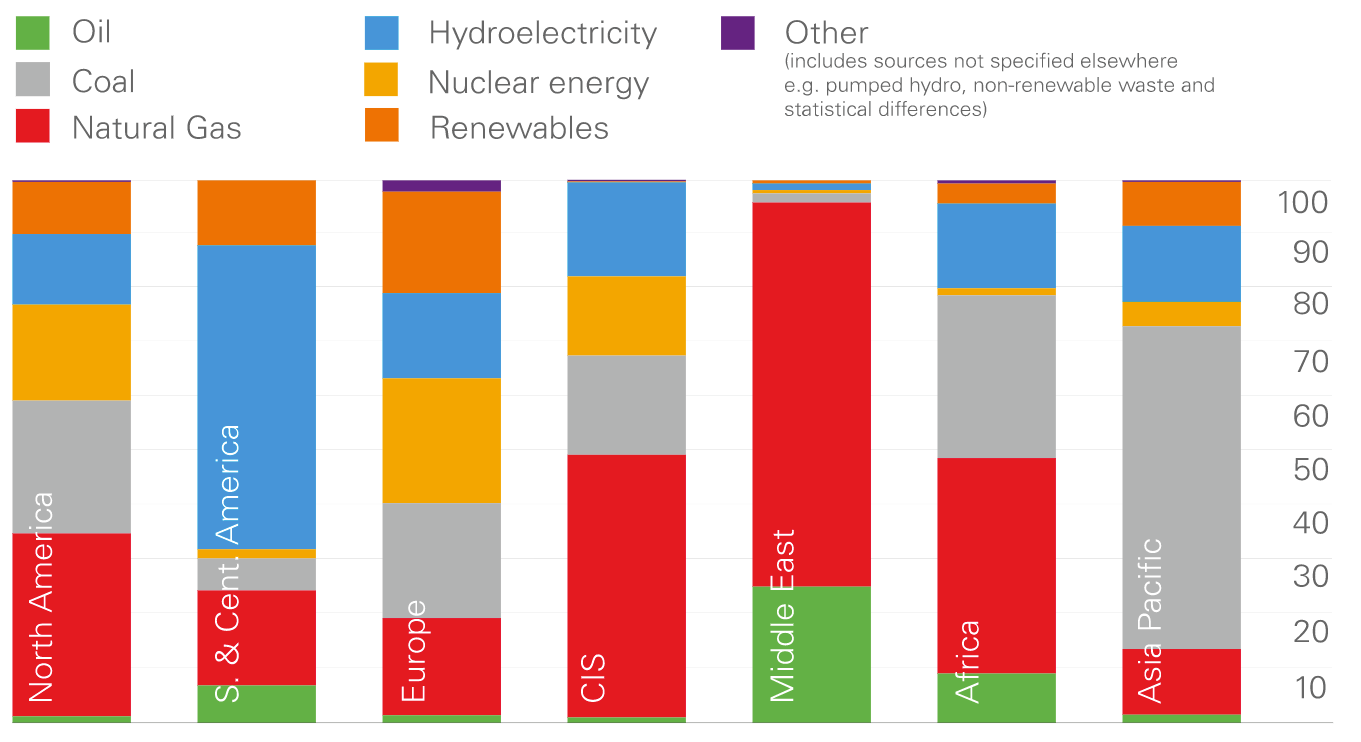 Oil
Coal
Natural Gas
Hydroelectricity
Nuclear energy
Renewables
Other
(includes sources not specified elsewhere
e.g. pumped hydro, non-renewable waste and
statistical differences)
100
90
80
70
60
50
40
30
20
10
North America
S. & Cent. America
Europe
CIS
Middle East
Africa
Asia Pacific